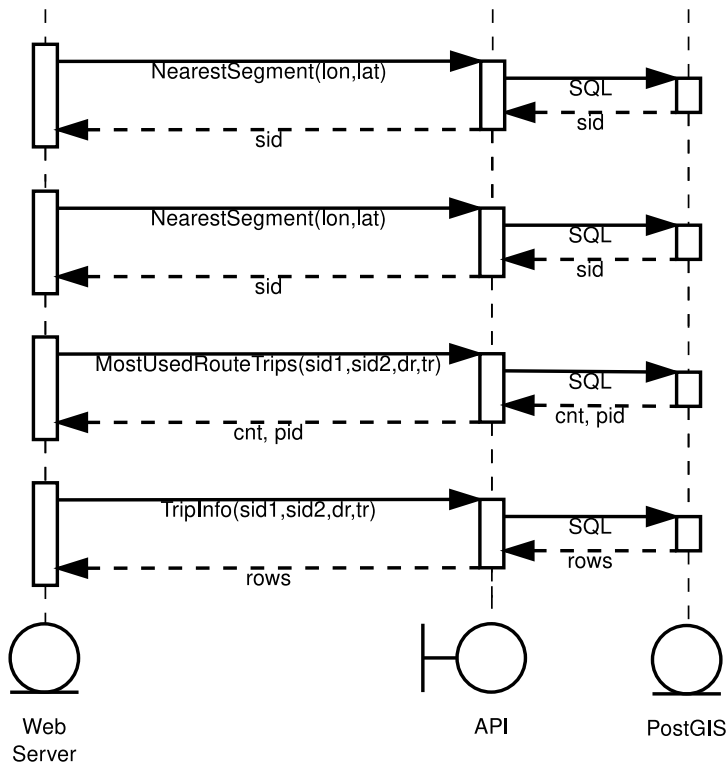 NearestSegment(lon,lat)
SQL
sid
sid
NearestSegment(lon,lat)
SQL
sid
sid
MostUsedRouteTrips(sid1,sid2,dr,tr)
SQL
cnt, pid
cnt, pid
TripInfo(sid1,sid2,dr,tr)
SQL
rows
rows
Web
Server
API
PostGIS